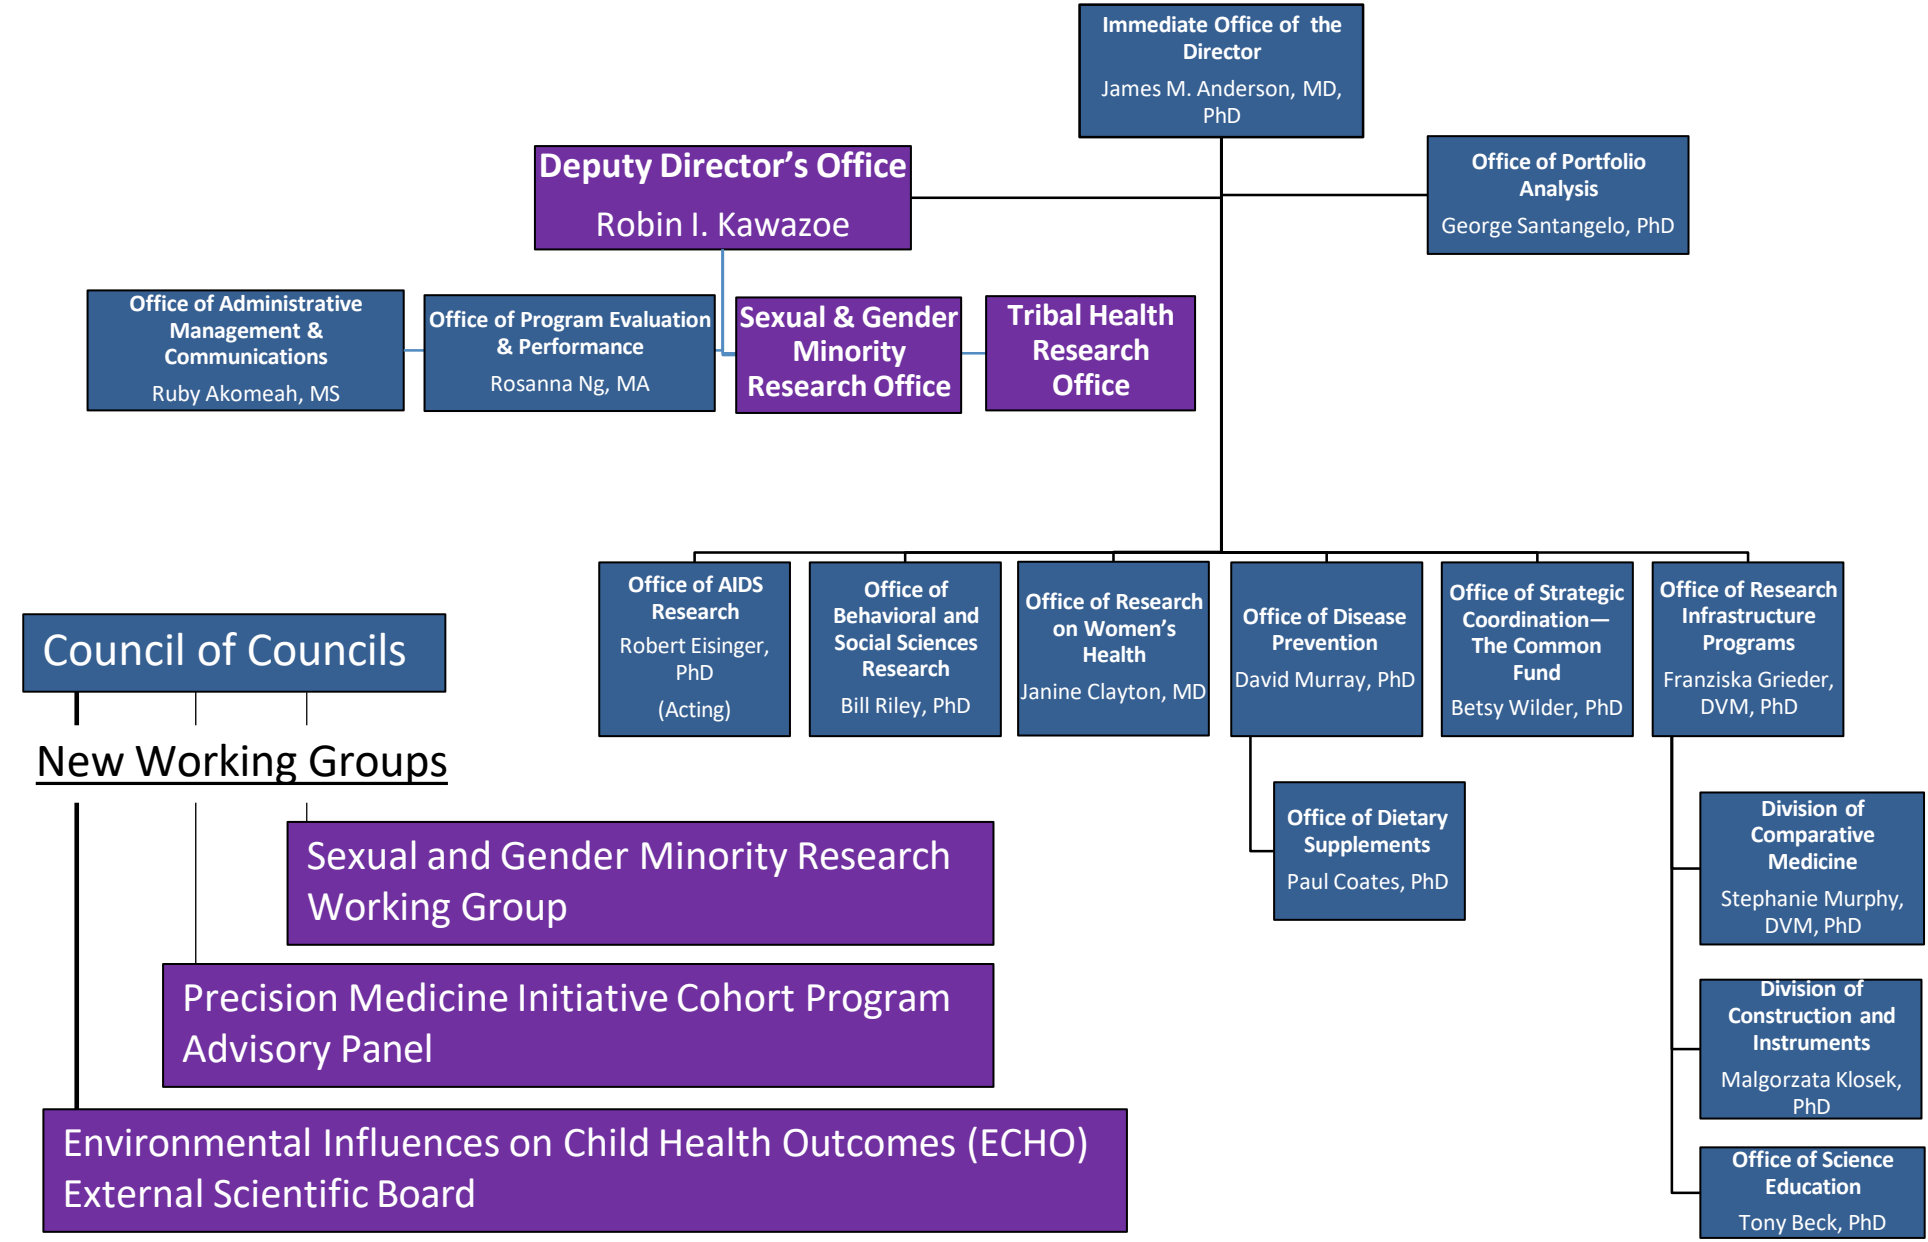 Immediate Office of the
Director
James M. Anderson, MD,
PhD
Office of Portfolio
Analysis
George Santangelo, PhD
Deputy Director’s Office
Robin I. Kawazoe
Office of Administrative
Management &
Communications
Ruby Akomeah, MS
Office of Program Evaluation
& Performance
Rosanna Ng, MA
Sexual & Gender
Minority
Research Office
Tribal Health
Research
Office
Office of AIDS
Research
Robert Eisinger,
PhD
(Acting)
Office of
Behavioral and
Social Sciences
Research
Bill Riley, PhD
Office of Research
on Women’s
Health
Janine Clayton, MD
Office of Disease
Prevention
David Murray, PhD
Office of Strategic
Coordination—
The Common
Fund
Betsy Wilder, PhD
Office of Research
Infrastructure
Programs
Franziska Grieder,
DVM, PhD
Office of Dietary
Supplements
Paul Coates, PhD
Division of
Comparative
Medicine
Stephanie Murphy,
DVM, PhD
Division of
Construction and
Instruments
Malgorzata Klosek,
PhD
Office of Science
Education
Tony Beck, PhD
Council of Councils
New Working Groups
Sexual and Gender Minority Research
Working Group
Precision Medicine Initiative Cohort Program
Advisory Panel
Environmental Influences on Child Health Outcomes (ECHO)
External Scientific Board